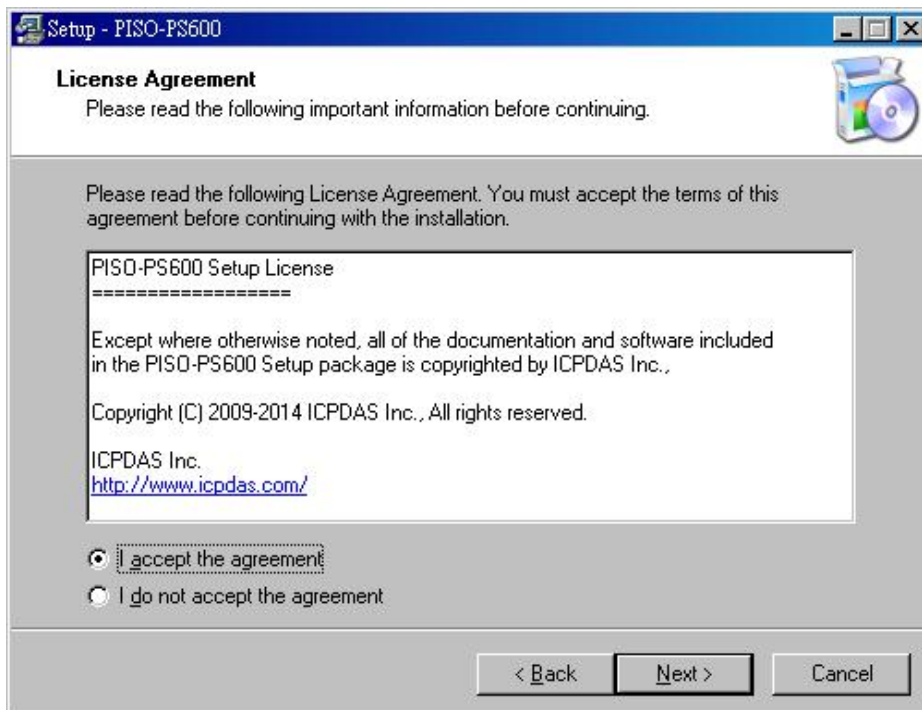 Setup - PISO-PS600
License Agreement
Please read the following important information before continuing.
Please read the following License Agreement. You must accept the terms of this
agreement before continuing with the installation.
PISO-PS600 Setup License
===================
Except where otherwise noted, all of the documentation and software included
in the PISO-PS600 Setup package is copyrighted by ICPDAS Inc.,
Copyright (C) 2009-2014 ICPDAS Inc., All rights reserved.
ICPDAS Inc.
http://www.icpdas.com/
I accept the agreement
I do not accept the agreement
< Back
Next >
Cancel